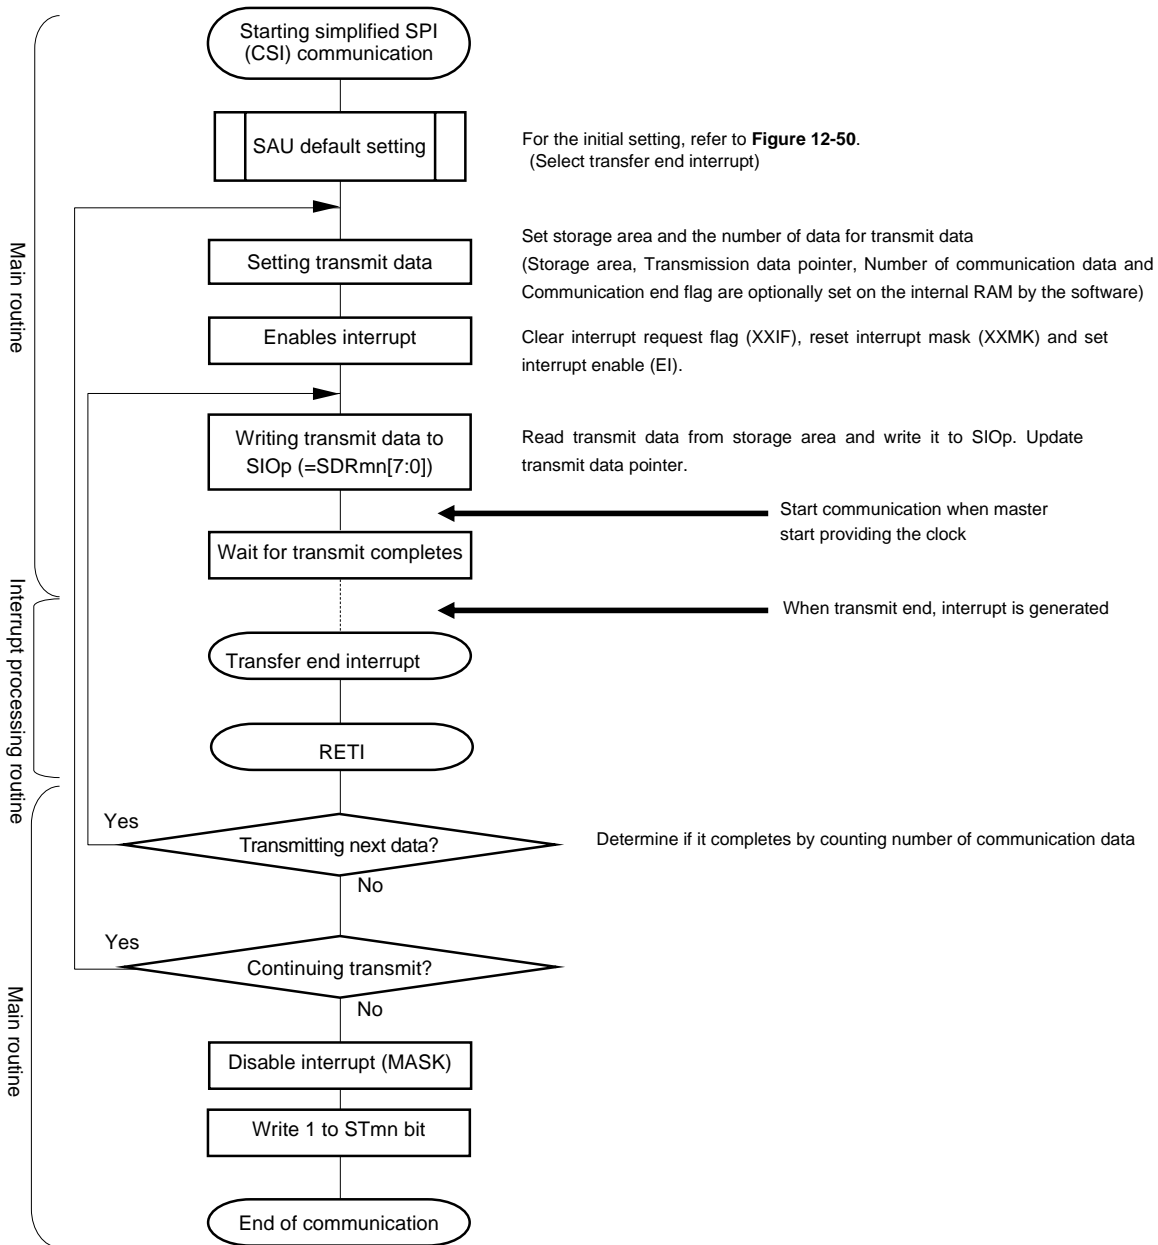 Starting simplified SPI
(CSI) communication
SAU default setting
For the initial setting, refer to Figure 12-50.
(Select transfer end interrupt)
Main routine
Setting transmit data
Set storage area and the number of data for transmit data
(Storage area, Transmission data pointer, Number of communication data and
Communication end flag are optionally set on the internal RAM by the software)
Enables interrupt
Clear interrupt request flag (XXIF), reset interrupt mask (XXMK) and set
interrupt enable (EI).
Writing transmit data to
SIOp (=SDRmn[7:0])
Read transmit data from storage area and write it to SIOp. Update
transmit data pointer.
Start communication when master
start providing the clock
Wait for transmit completes
Interrupt processing routine
When transmit end, interrupt is generated
Transfer end interrupt
RETI
Yes
Transmitting next data?
Determine if it completes by counting number of communication data
No
Yes
Continuing transmit?
No
Main routine
Disable interrupt (MASK)
Write 1 to STmn bit
End of communication